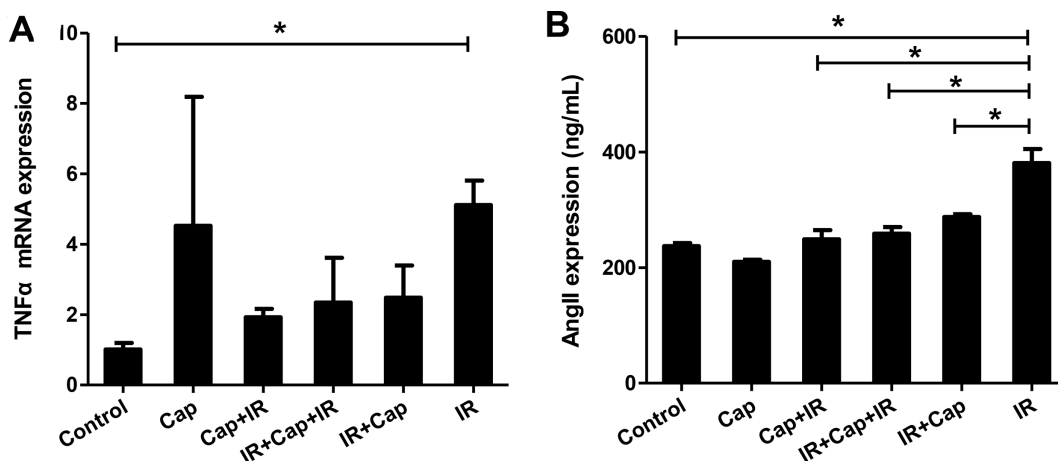 A
TNFα mRNA expression
10
8
6
4
2
0
*
Control
Cap
Cap+IR
IR+Cap+IR
IR+Cap
IR
B
AngII expression (ng/mL)
600
400
200
0
*
*
*
*
Control
Cap
Cap+IR
IR+Cap+IR
IR+Cap
IR